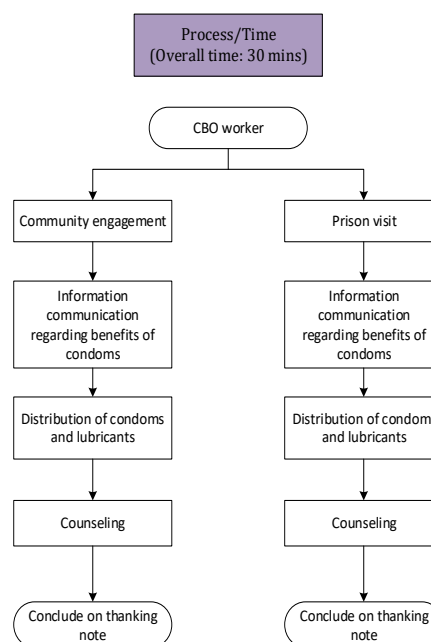 Process/Time
(Overall time: 30 mins)
CBO worker
Community engagement
Prison visit
Information
communication
regarding benefits of
condoms
Information
communication
regarding benefits of
condoms
Distribution of condoms
and lubricants
Distribution of condoms
and lubricants
Counseling
Counseling
Conclude on thanking
note
Conclude on thanking
note